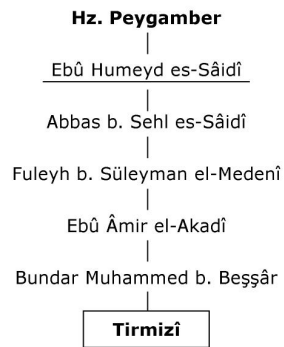 Hz. Peygamber
Ebû Humeyd es-Sâidî
Abbas b. Sehl es-Sâidî
Fuleyh b. Süleyman el-Medenî
Ebû Âmir el-Akadî
Bundar Muhammed b. Beşşâr
Tirmizî